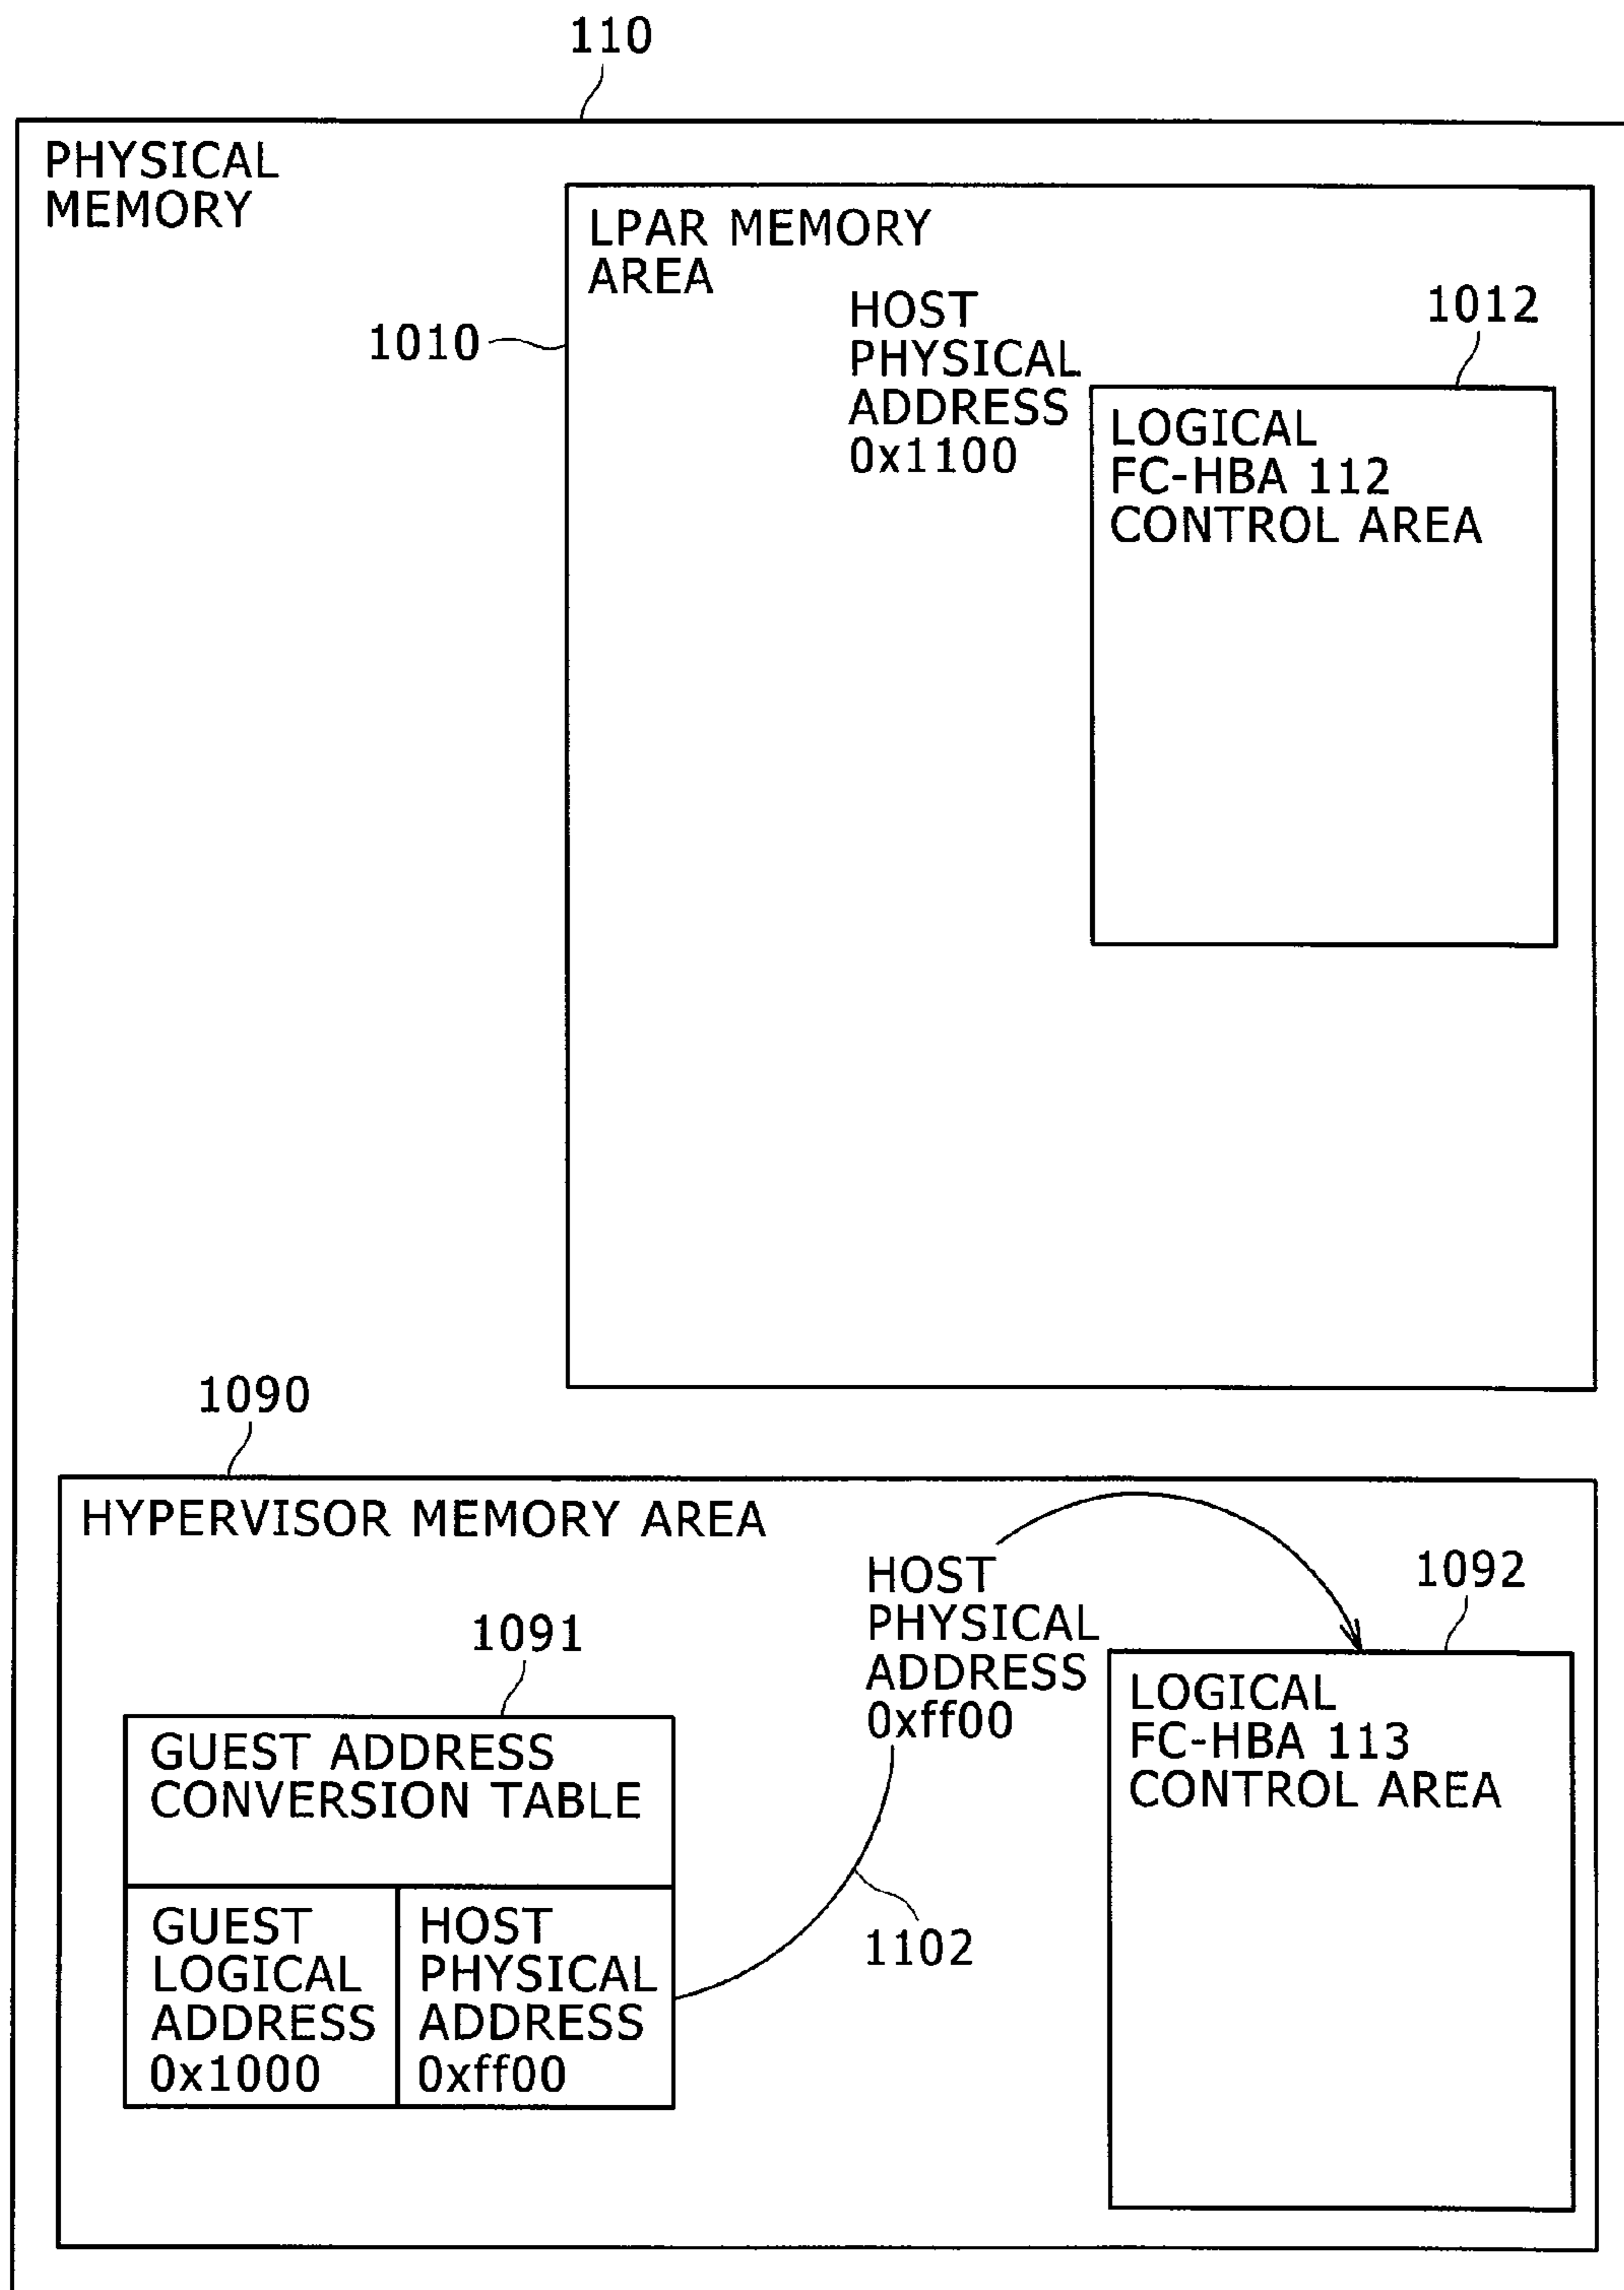 110
PHYSICAL
MEMORY
LPAR MEMORY
AREA
1010
HOST
PHYSICAL
ADDRESS
0x1100
1012
LOGICAL
FC-HBA 112
CONTROL AREA
1090
HYPERVISOR MEMORY AREA
1091
GUEST ADDRESS
CONVERSION TABLE
GUEST
LOGICAL
ADDRESS
0x1000
HOST
PHYSICAL
ADDRESS
0xff00
HOST
PHYSICAL
ADDRESS
0xff00
1102
1092
LOGICAL
FC-HBA 113
CONTROL AREA